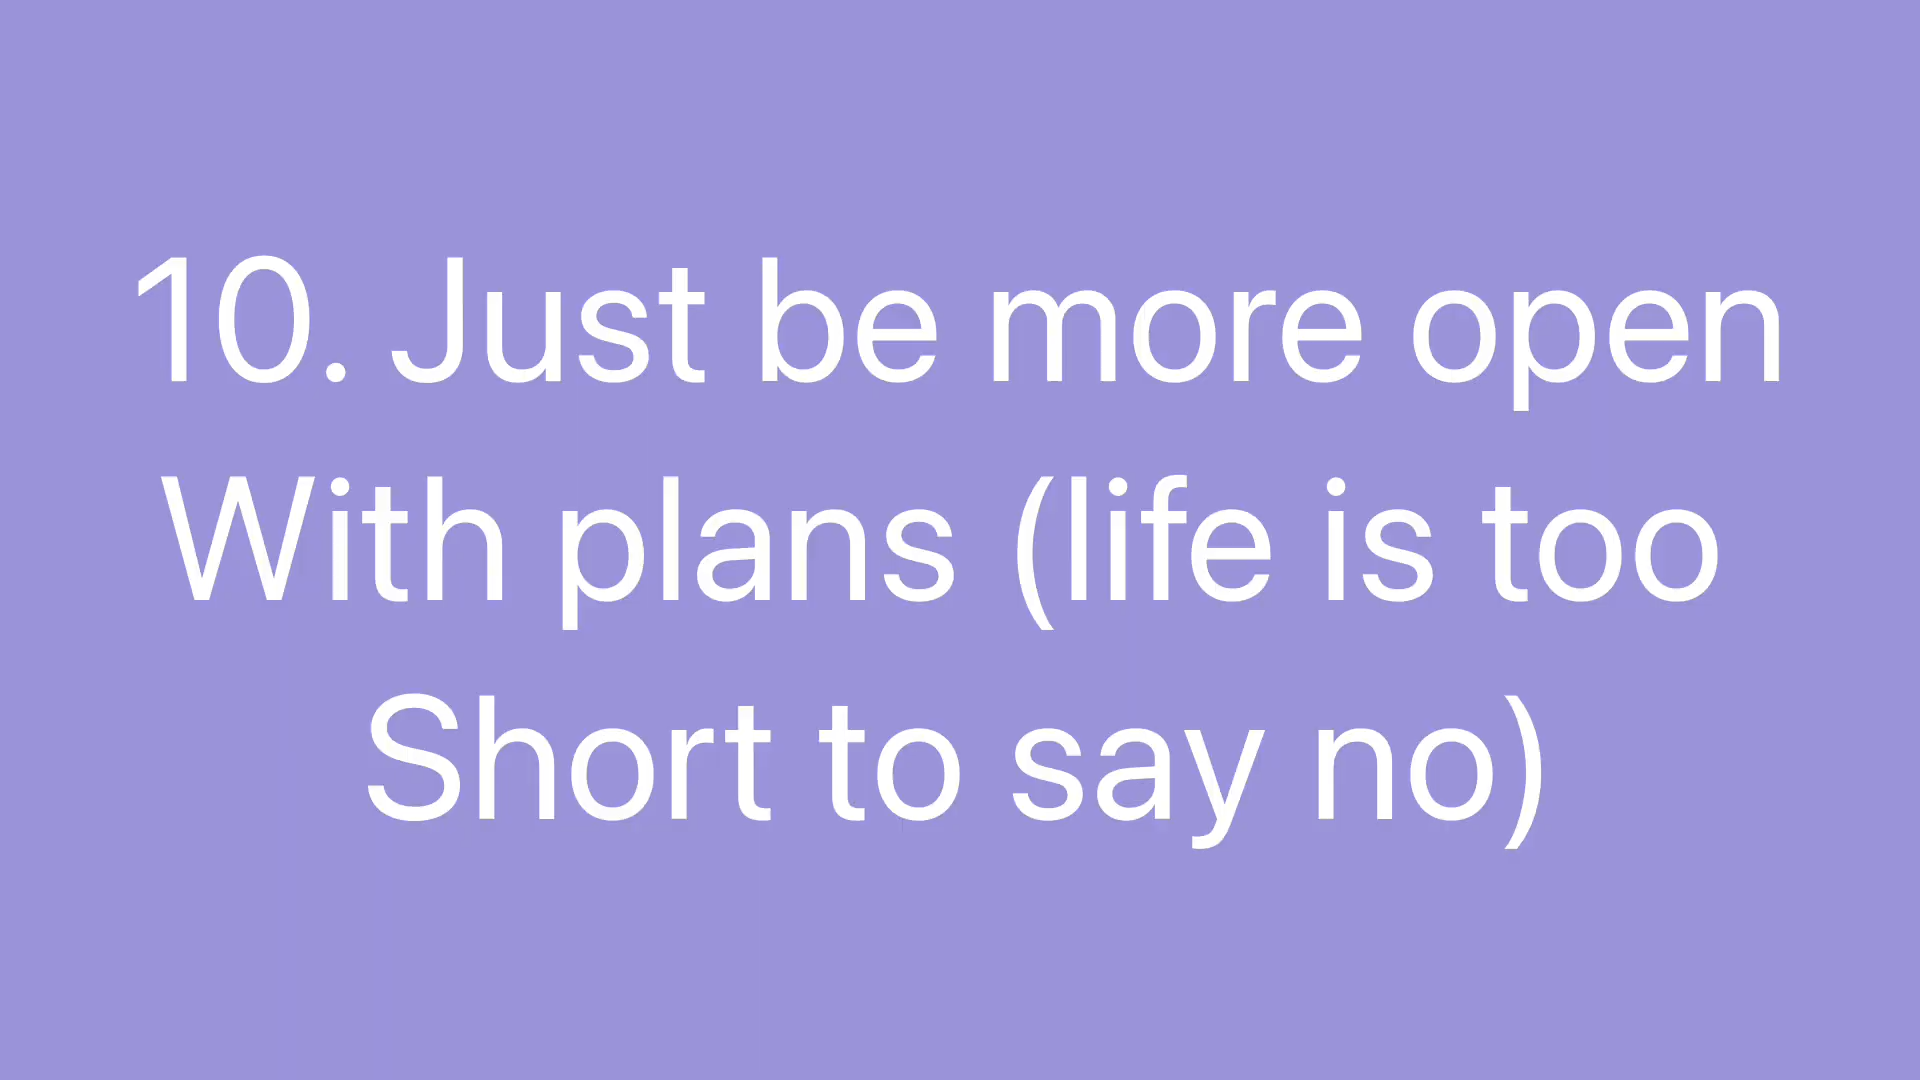 10. Just be more open
With plans (life is too
Short to say no)